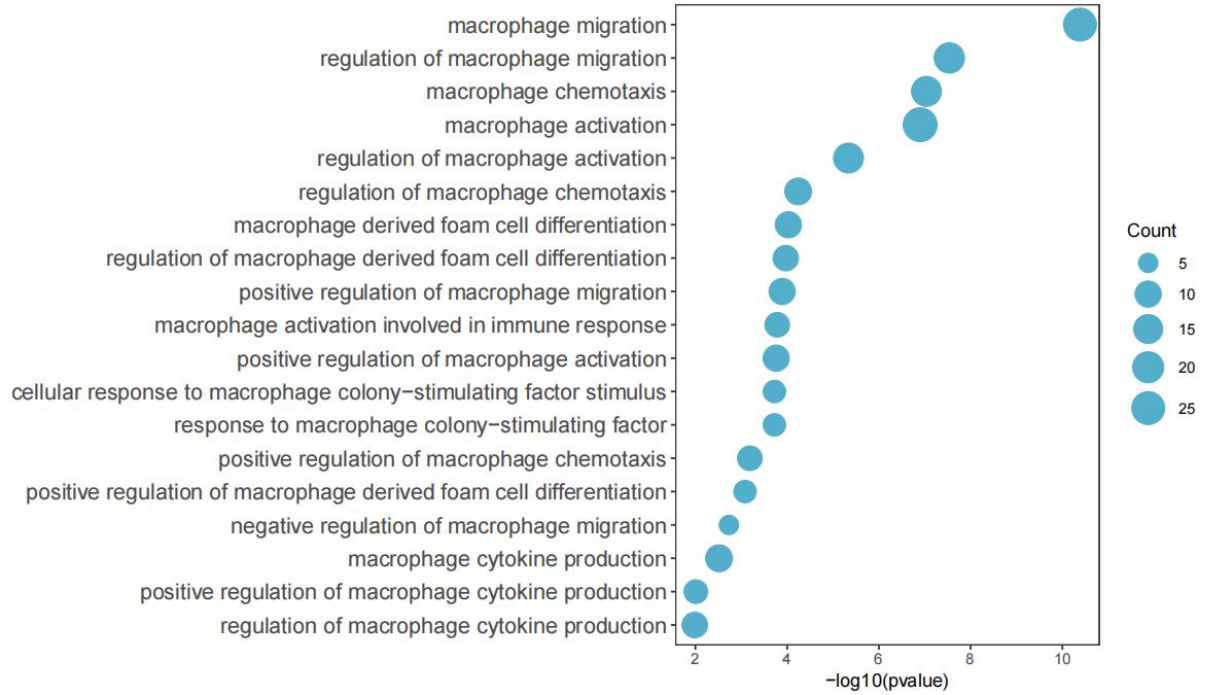 macrophage migration
regulation of macrophage migration
macrophage chemotaxis
macrophage activation
regulation of macrophage activation
regulation of macrophage chemotaxis
macrophage derived foam cell differentiation
regulation of macrophage derived foam cell differentiation
positive regulation of macrophage migration
macrophage activation involved in immune response
positive regulation of macrophage activation
cellular response to macrophage colony−stimulating factor stimulus
response to macrophage colony−stimulating factor
positive regulation of macrophage chemotaxis
positive regulation of macrophage derived foam cell differentiation
negative regulation of macrophage migration
macrophage cytokine production
positive regulation of macrophage cytokine production
regulation of macrophage cytokine production
2 4 6 8 10
−log10(pvalue)
Count
5
10
15
20
25